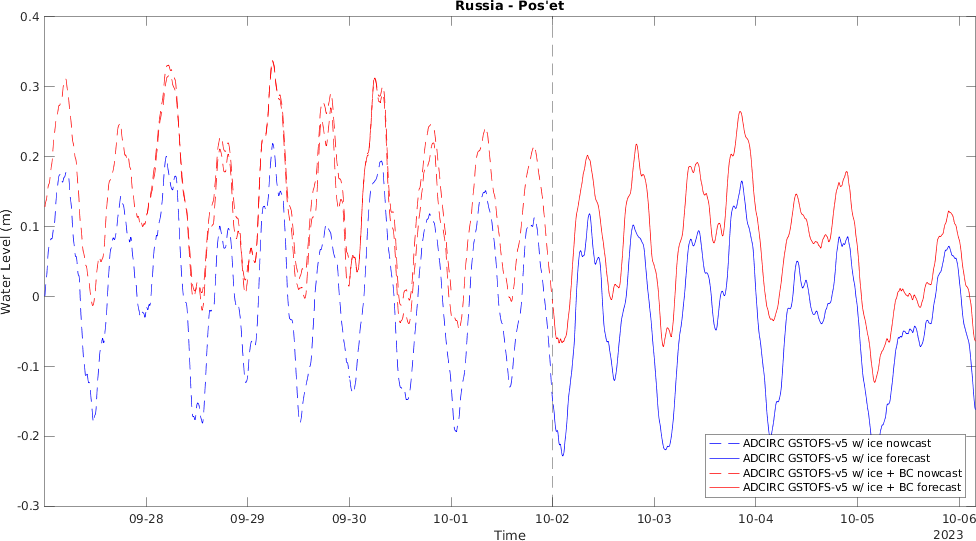 Russia - Pos'et
Water Level (m)
0.4
0.3
0.2
0.1
0
-0.1
-0.2
-0.3
ADCIRC GSTOFS-v5 w/ ice nowcast
ADCIRC GSTOFS-v5 w/ ice forecast
ADCIRC GSTOFS-v5 w/ ice + BC nowcast
ADCIRC GSTOFS-v5 w/ ice + BC forecast
09-28 09-29 09-30 10-01 10-02 10-03 10-04 10-05 10-06
2023
Time